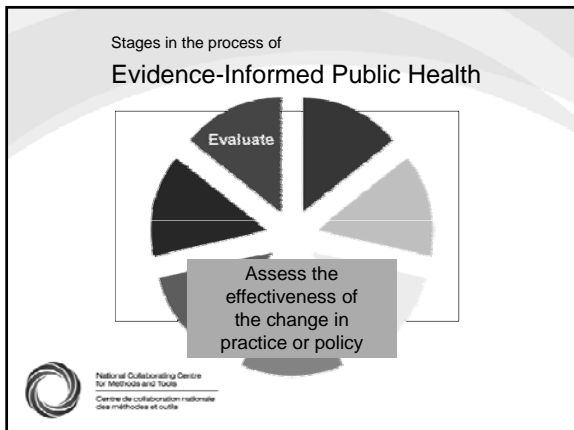 Stages in the process of
Evidence-Informed Public Health
Evaluate
Assess the
effectiveness of
the change in
practice or policy
National Collaborating Centre
for Methods and Tools
Centre de collaboration nationale
des méthodes et outils